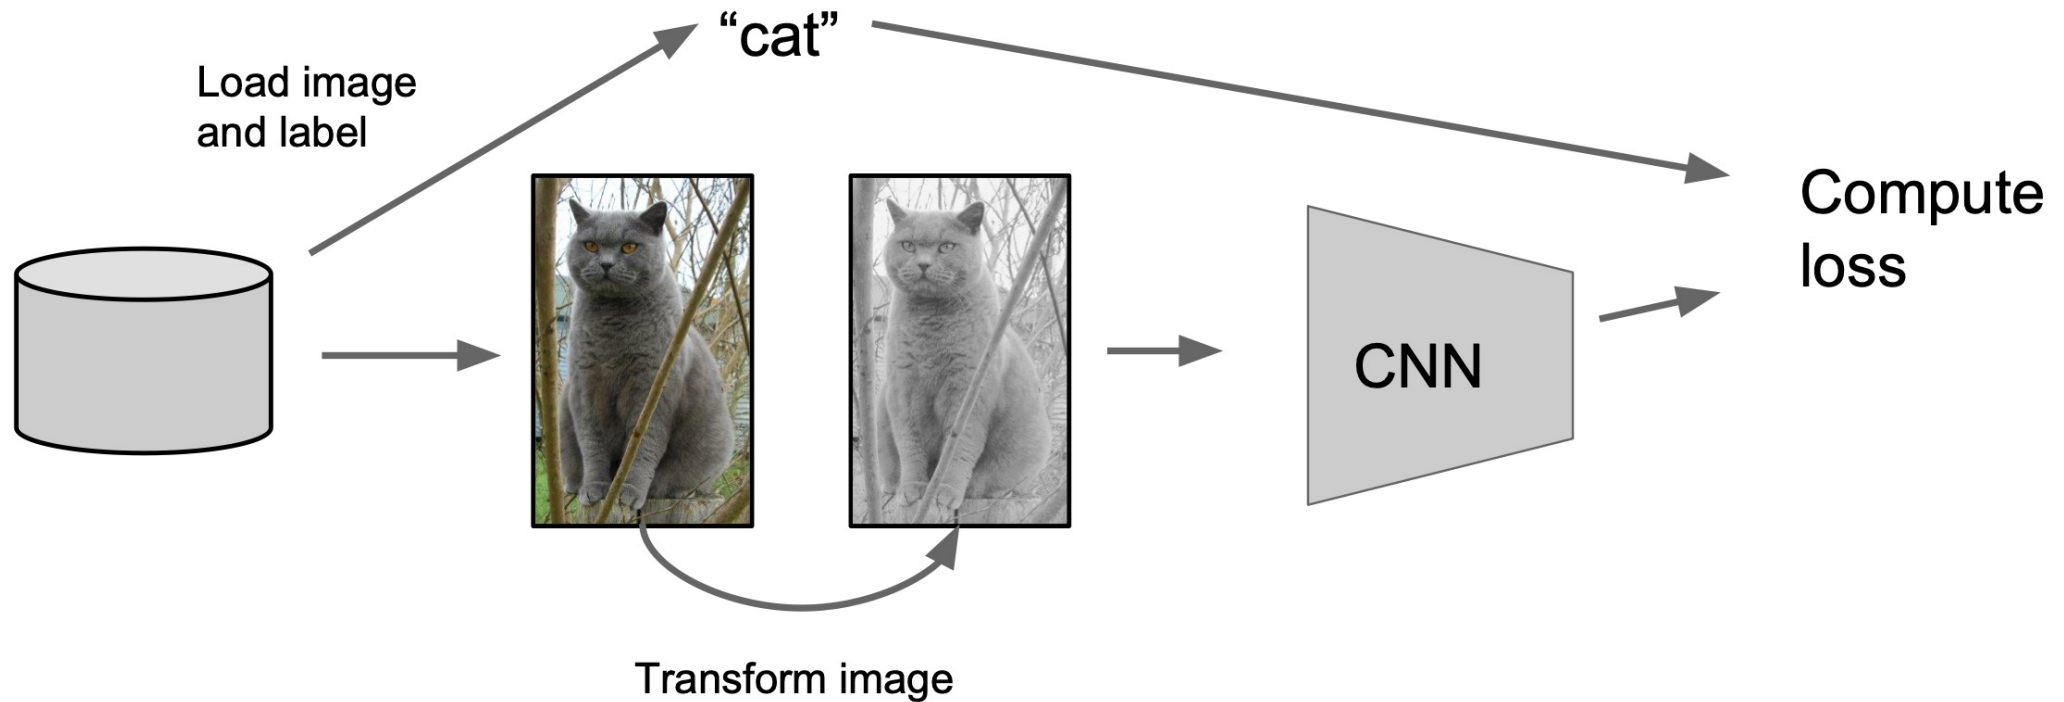 “cat”
Load image
and label
Compute
loss
CNN
Transform image